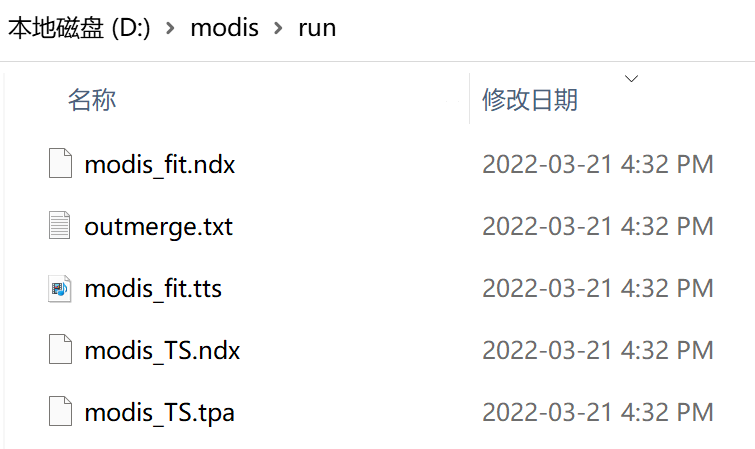 本地磁盘 (D:) > modis > run
名称 修改日期
modis_fit.ndx 2022-03-21 4:32 PM
outmerge.txt 2022-03-21 4:32 PM
modis_fit.tts 2022-03-21 4:32 PM
modis_TS.ndx 2022-03-21 4:32 PM
modis_TS.tpa 2022-03-21 4:32 PM